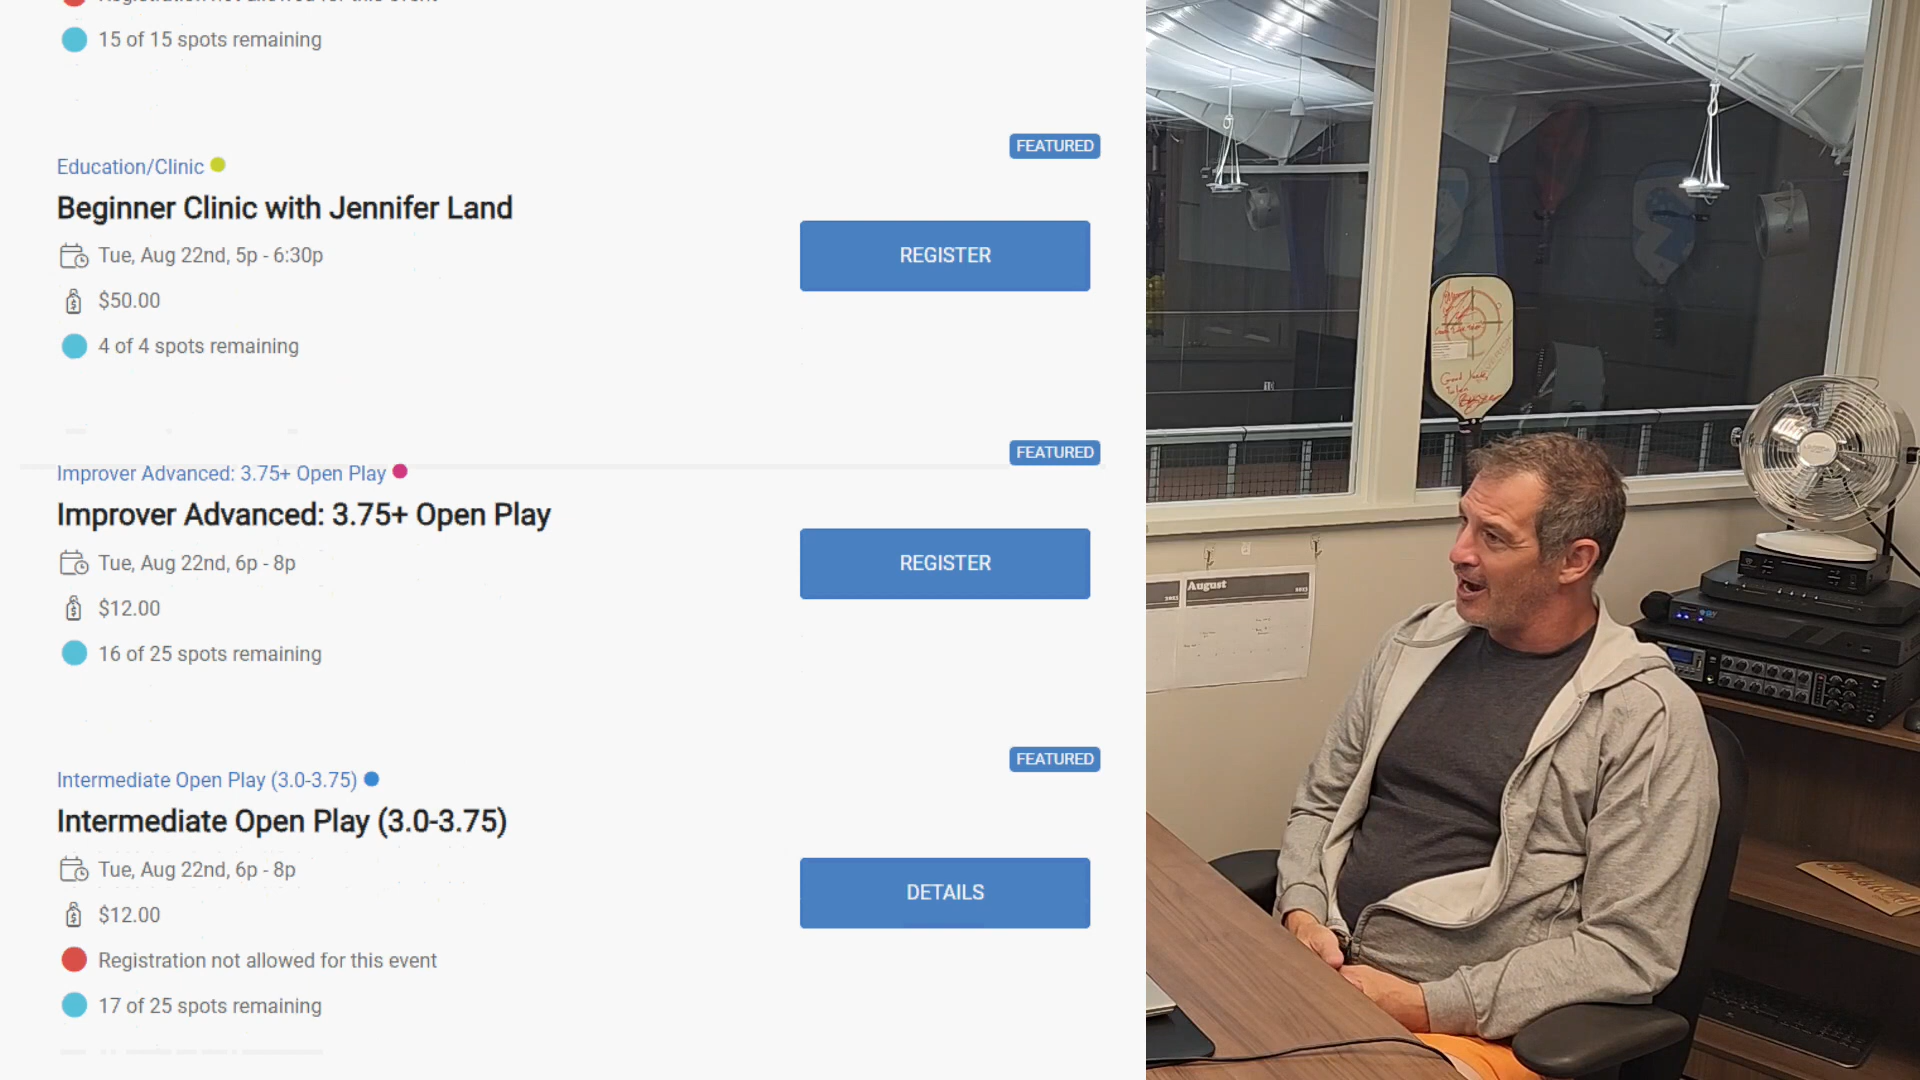 15 of 15 spots remaining
FEATURED
Education/Clinic
Beginner Clinic with Jennifer Land
Tue, Aug 22nd, 5p - 6:30p
$50.00
4 of 4 spots remaining
REGISTER
FEATURED
Improver Advanced: 3.75+ Open Play
Improver Advanced: 3.75+ Open Play
Tue, Aug 22nd, 6p - 8p
$12.00
16 of 25 spots remaining
REGISTER
FEATURED
Intermediate Open Play (3.0-3.75)
Intermediate Open Play (3.0-3.75)
Tue, Aug 22nd, 6p - 8p
$12.00
Registration not allowed for this event
17 of 25 spots remaining
DETAILS
10
Good
August
2023